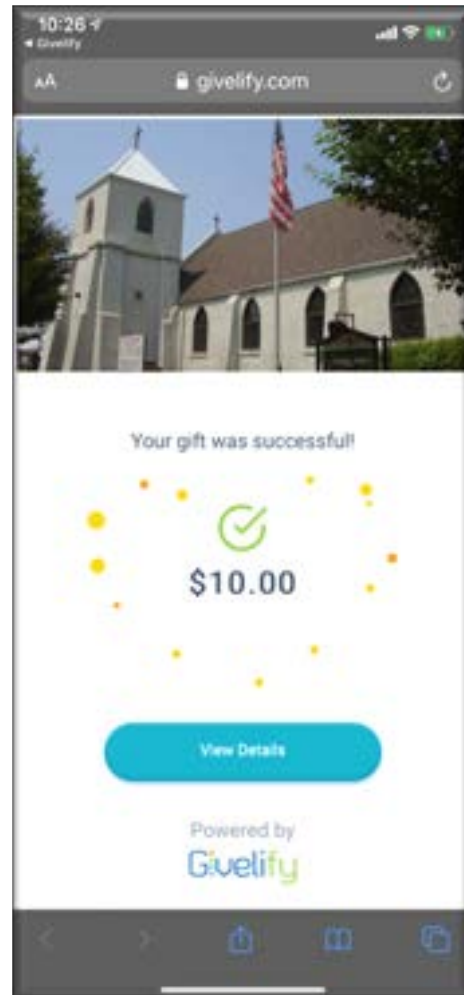 10:26
◀ Givelify
AA
givelify.com
Your gift was successful!
$10.00
View Details
Powered by
Givelify